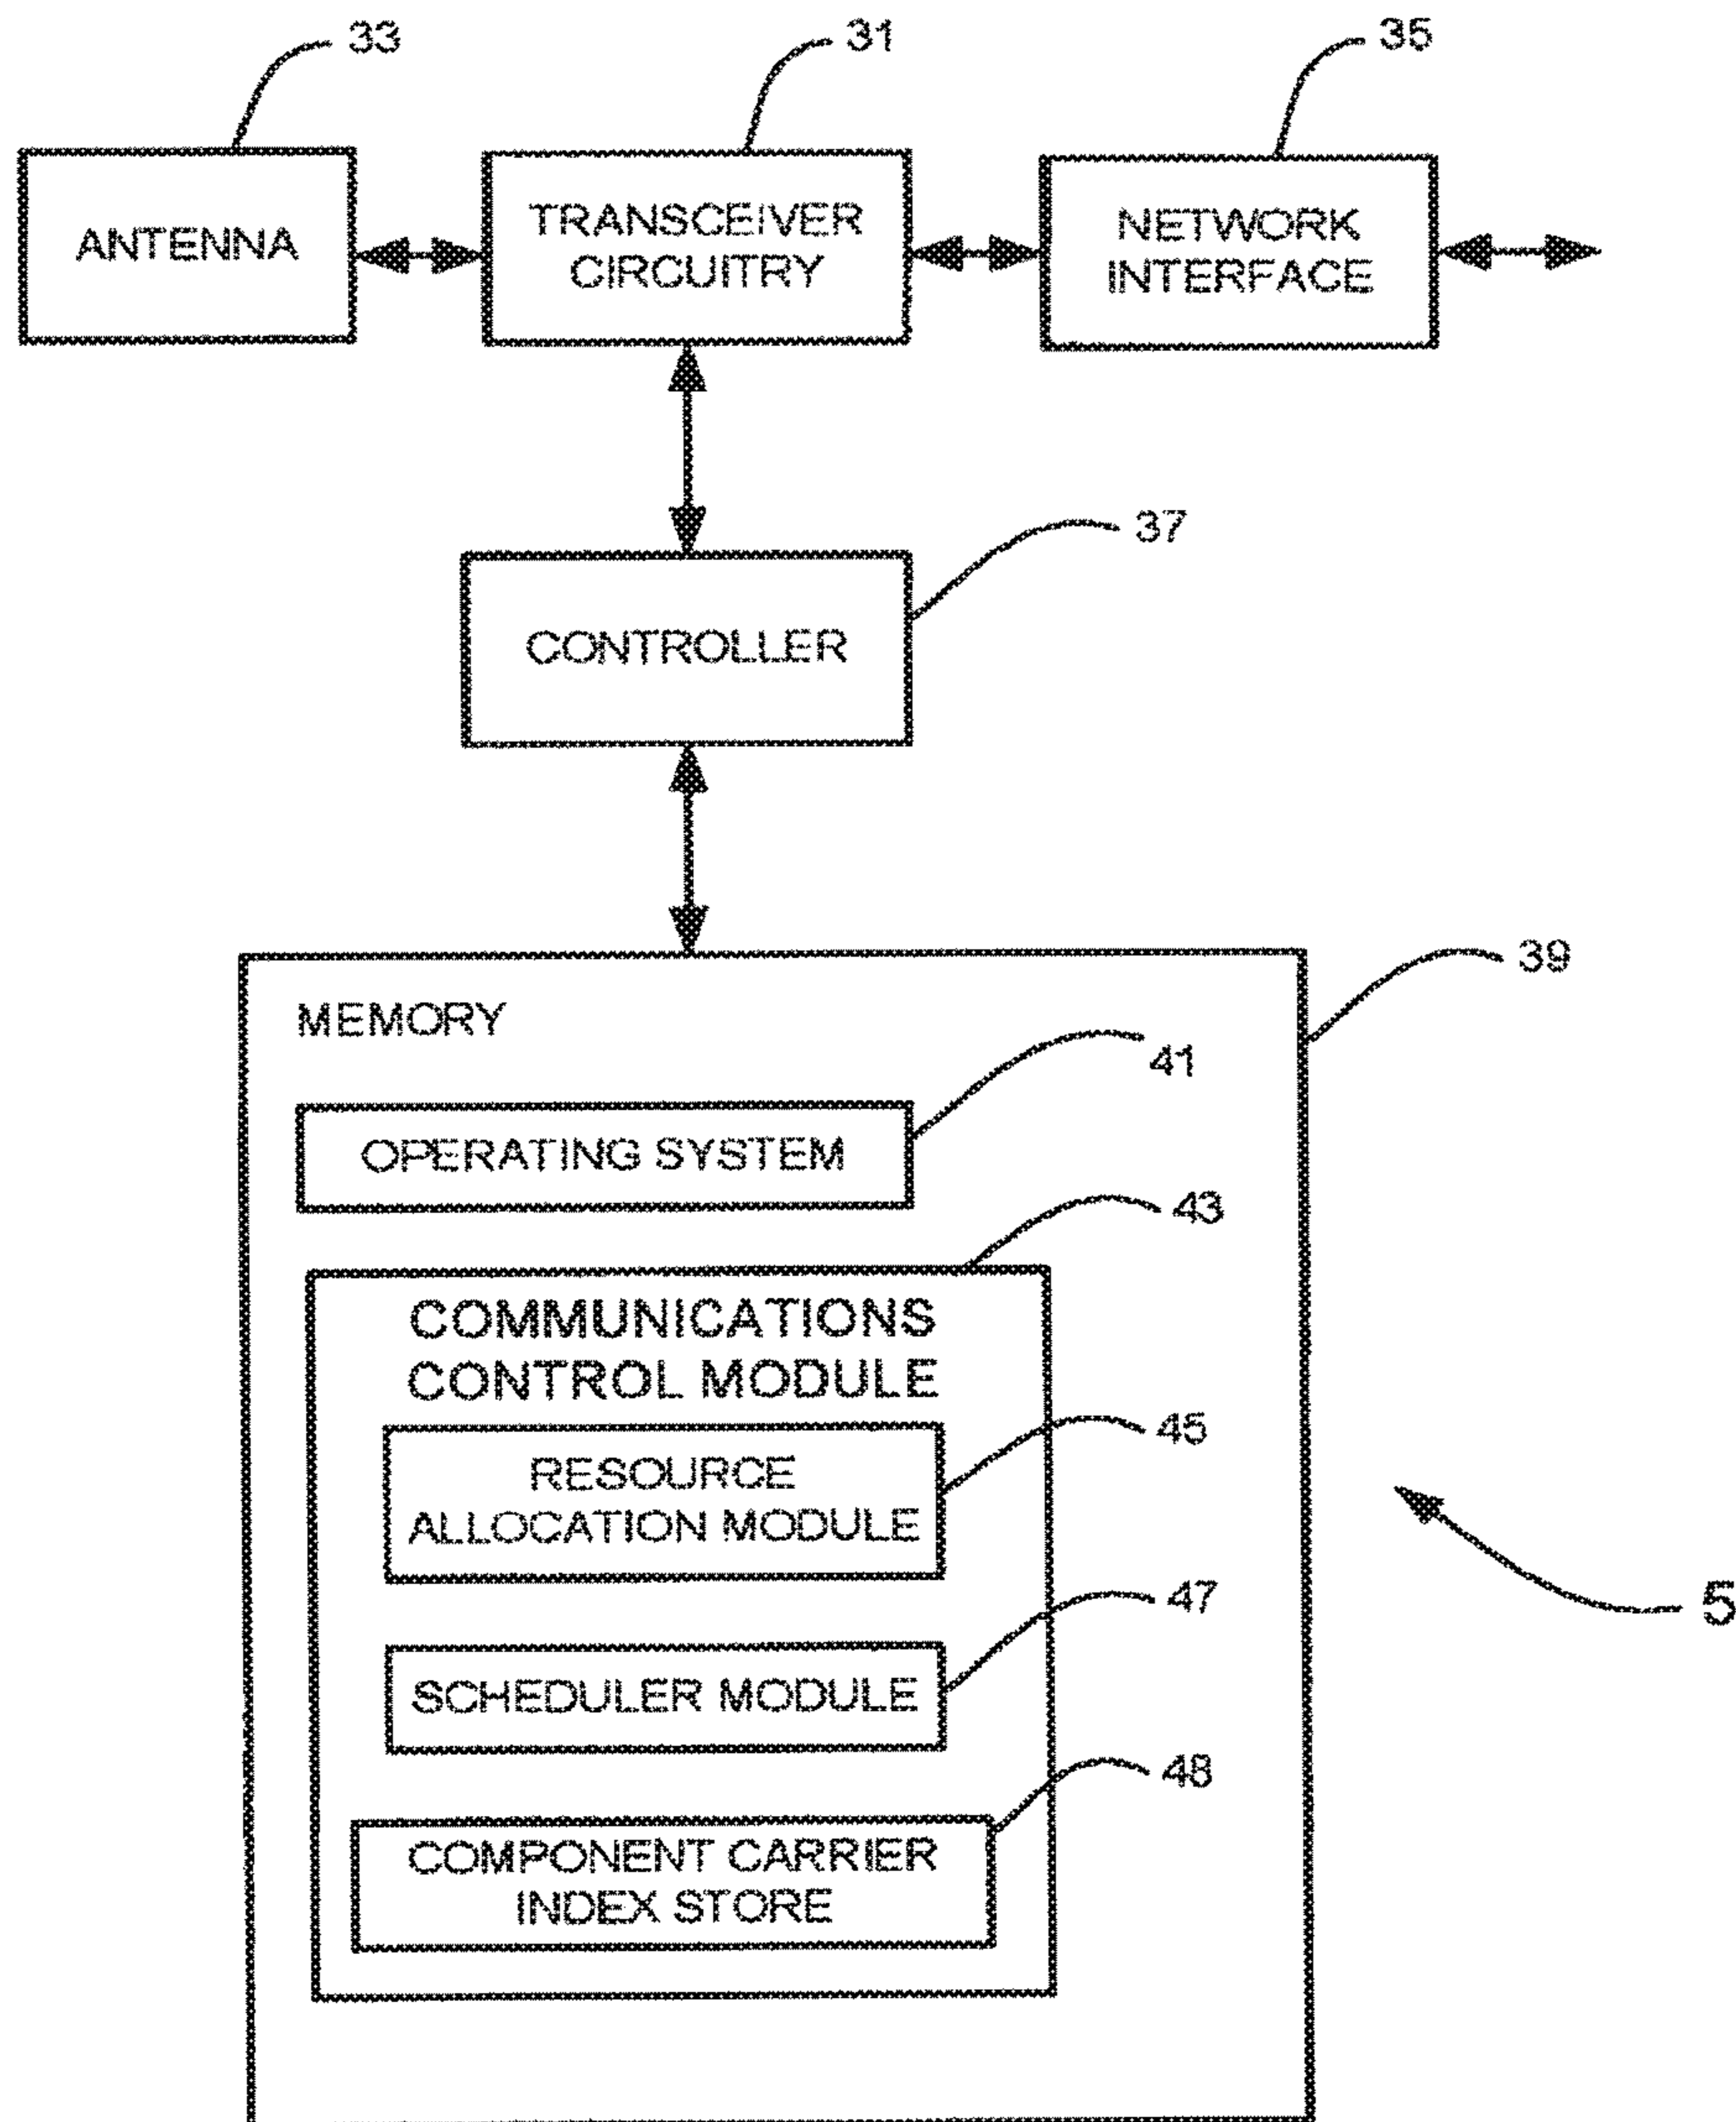 33
31
35
ANTENNA
TRANSCEIVER
CIRCUITRY
NETWORK
INTERFACE
37
CONTROLLER
39
MEMORY
41
OPERATING SYSTEM
43
COMMUNICATIONS
CONTROL MODULE
45
RESOURCE
ALLOCATION MODULE
47
5
SCHEDULER MODULE
48
COMPONENT CARRIER
INDEX STORE